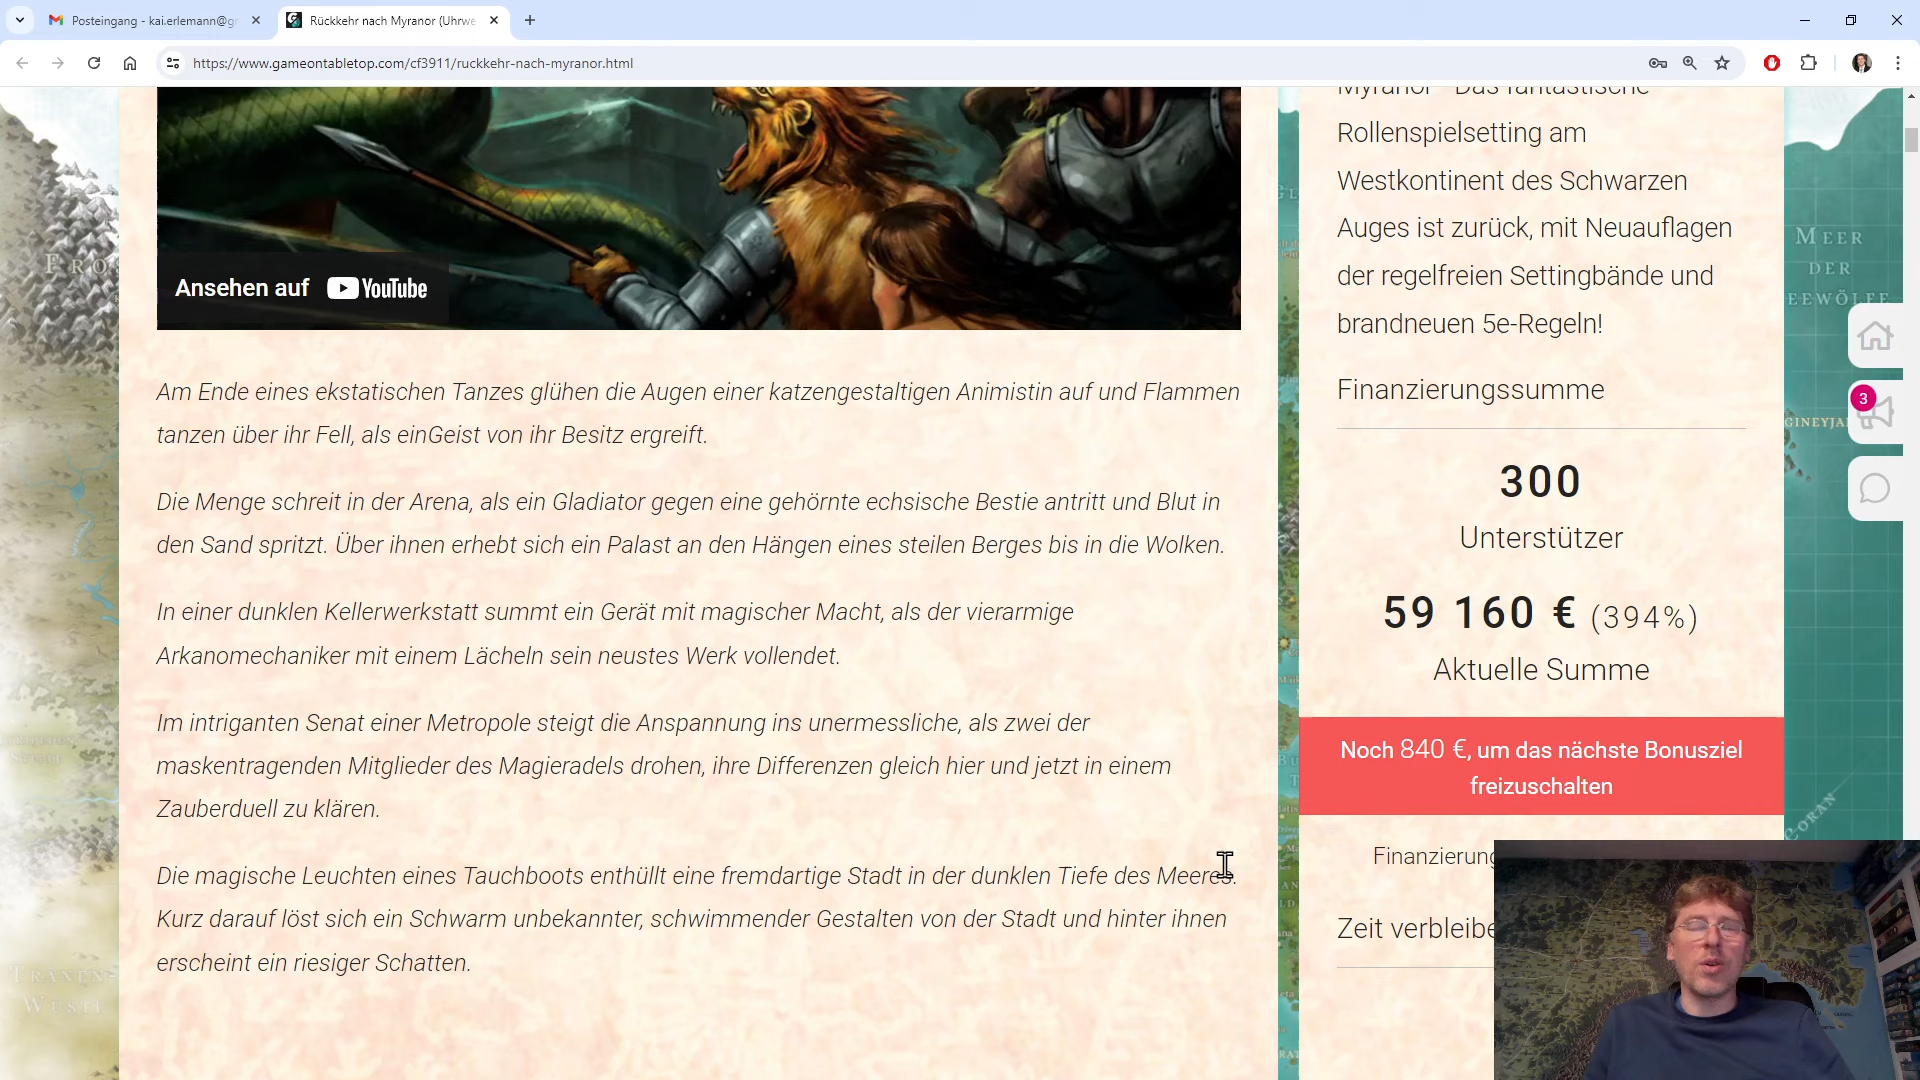 Posteingang - kai.erlemann@g
Rückkehr nach Myranor (Uhrwe
https://www.gameontabletop.com/cf3911/ruckkehr-nach-myranor.html
Ansehen auf YouTube
Am Ende eines ekstatischen Tanzes glühen die Augen einer katzengestaltigen Animistin auf und Flammen
tanzen über ihr Fell, als einGeist von ihr Besitz ergreift.
Die Menge schreit in der Arena, als ein Gladiator gegen eine gehörnte echsische Bestie antritt und Blut in
den Sand spritzt. Über ihnen erhebt sich ein Palast an den Hängen eines steilen Berges bis in die Wolken.
In einer dunklen Kellerwerkstatt summt ein Gerät mit magischer Macht, als der vierarmige
Arkanomechaniker mit einem Lächeln sein neustes Werk vollendet.
Im intriganten Senat einer Metropole steigt die Anspannung ins unermessliche, als zwei der
maskentragenden Mitglieder des Magieradels drohen, ihre Differenzen gleich hier und jetzt in einem
Zauberduell zu klären.
Die magische Leuchten eines Tauchboots enthüllt eine fremdartige Stadt in der dunklen Tiefe des Meeres.
Kurz darauf löst sich ein Schwarm unbekannter, schwimmender Gestalten von der Stadt und hinter ihnen
erscheint ein riesiger Schatten.
Myranor - Das fantastische
Rollenspielsetting am
Westkontinent des Schwarzen
Auges ist zurück, mit Neuauflagen
der regelfreien Settingbände und
brandneuen 5e-Regeln!
Finanzierungssumme
300
Unterstützer
59 160 € (394%)
Aktuelle Summe
Noch 840 €, um das nächste Bonusziel
freizuschalten
Finanzierung
Zeit verbleibe
3
MEER
DER
EEWÖLFE
GINEYJA
CORAN
FRO
TRÄNEN-
WÜSTE